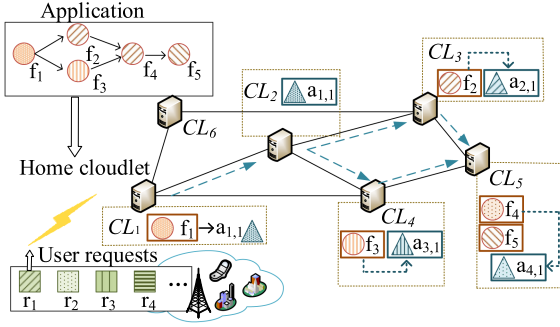 Application
f1
f2
f3
f4
f5
CL6
Home cloudlet
CL2
a1,1
CL3
f2
a2,1
CL1
f1
a1,1
CL4
f3
a3,1
CL5
f4
f5
a4,1
User requests
r1
r2
r3
r4
...